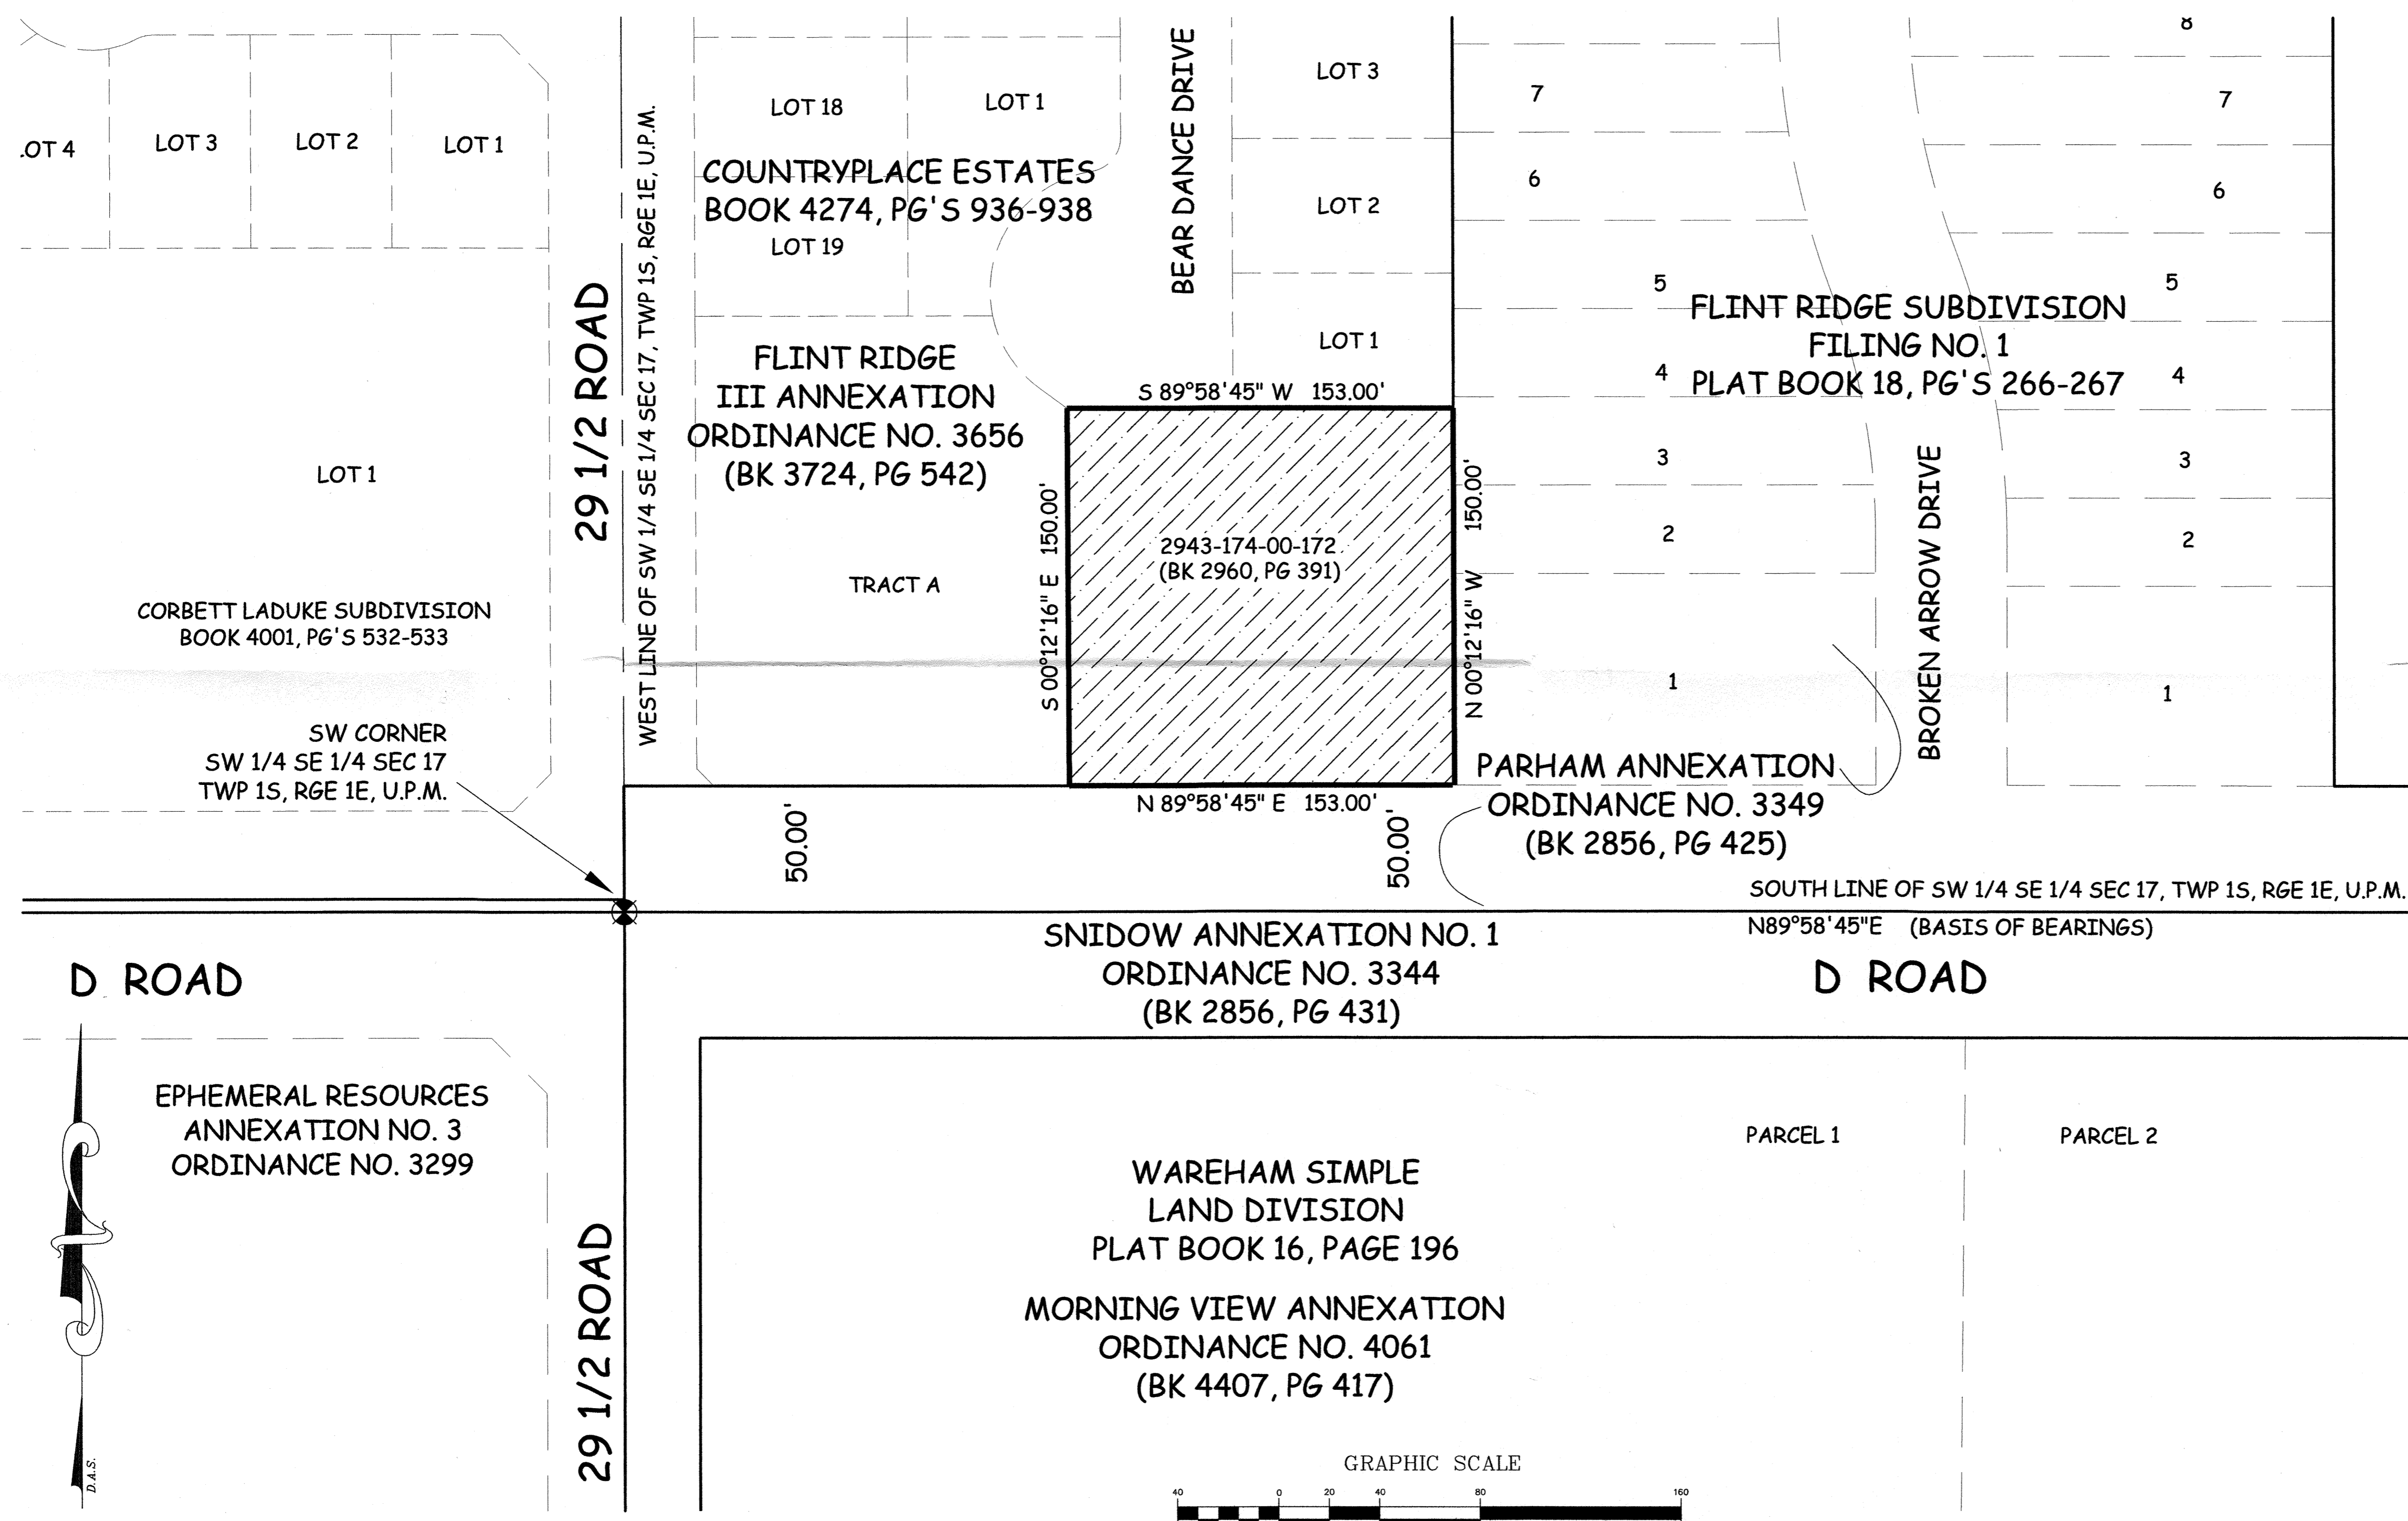 8
LOT 3
7
7
LOT 18
LOT 1
.OT 4
LOT 3
LOT 2
LOT 1
BEAR DANCE DRIVE
COUNTRYPLACE ESTATES
BOOK 4274, PG'S 936-938
LOT 19
LOT 2
6
6
5
5
FLINT RIDGE SUBDIVISION
FILING NO. 1
PLAT BOOK 18, PG'S 266-267
4
4
LOT 1
29 1/2 ROAD
WEST LINE OF SW 1/4 SE 1/4 SEC 17, TWP 1S, RGE 1E, U.P.M.
FLINT RIDGE
III ANNEXATION
ORDINANCE NO. 3656
(BK 3724, PG 542)
S 89°58'45" W 153.00'
LOT 1
3
3
2
2
S 00°12'16" E 150.00'
2943-174-00-172
(BK 2960, PG 391)
N 00°12'16" W 150.00'
BROKEN ARROW DRIVE
TRACT A
CORBETT LADUKE SUBDIVISION
BOOK 4001, PG'S 532-533
1
1
SW CORNER
SW 1/4 SE 1/4 SEC 17
TWP 1S, RGE 1E, U.P.M.
PARHAM ANNEXATION
ORDINANCE NO. 3349
(BK 2856, PG 425)
N 89°58'45" E 153.00'
50.00'
50.00'
SOUTH LINE OF SW 1/4 SE 1/4 SEC 17, TWP 1S, RGE 1E, U.P.M.
N89°58'45"E (BASIS OF BEARINGS)
SNIDOW ANNEXATION NO. 1
ORDINANCE NO. 3344
(BK 2856, PG 431)
D ROAD
D ROAD
EPHEMERAL RESOURCES
ANNEXATION NO. 3
ORDINANCE NO. 3299
PARCEL 1
PARCEL 2
WAREHAM SIMPLE
LAND DIVISION
PLAT BOOK 16, PAGE 196
MORNING VIEW ANNEXATION
ORDINANCE NO. 4061
(BK 4407, PG 417)
29 1/2 ROAD
D.A.S.
GRAPHIC SCALE
40 0 20 40 80 160